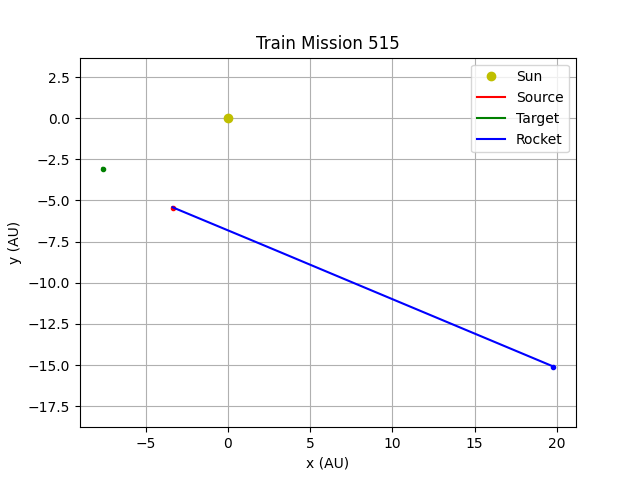 Train Mission 515
Sun
Source
Target
Rocket
2.5
0.0
−2.5
−5.0
−7.5
−10.0
−12.5
−15.0
−17.5
y (AU)
−5 0 5 10 15 20
x (AU)